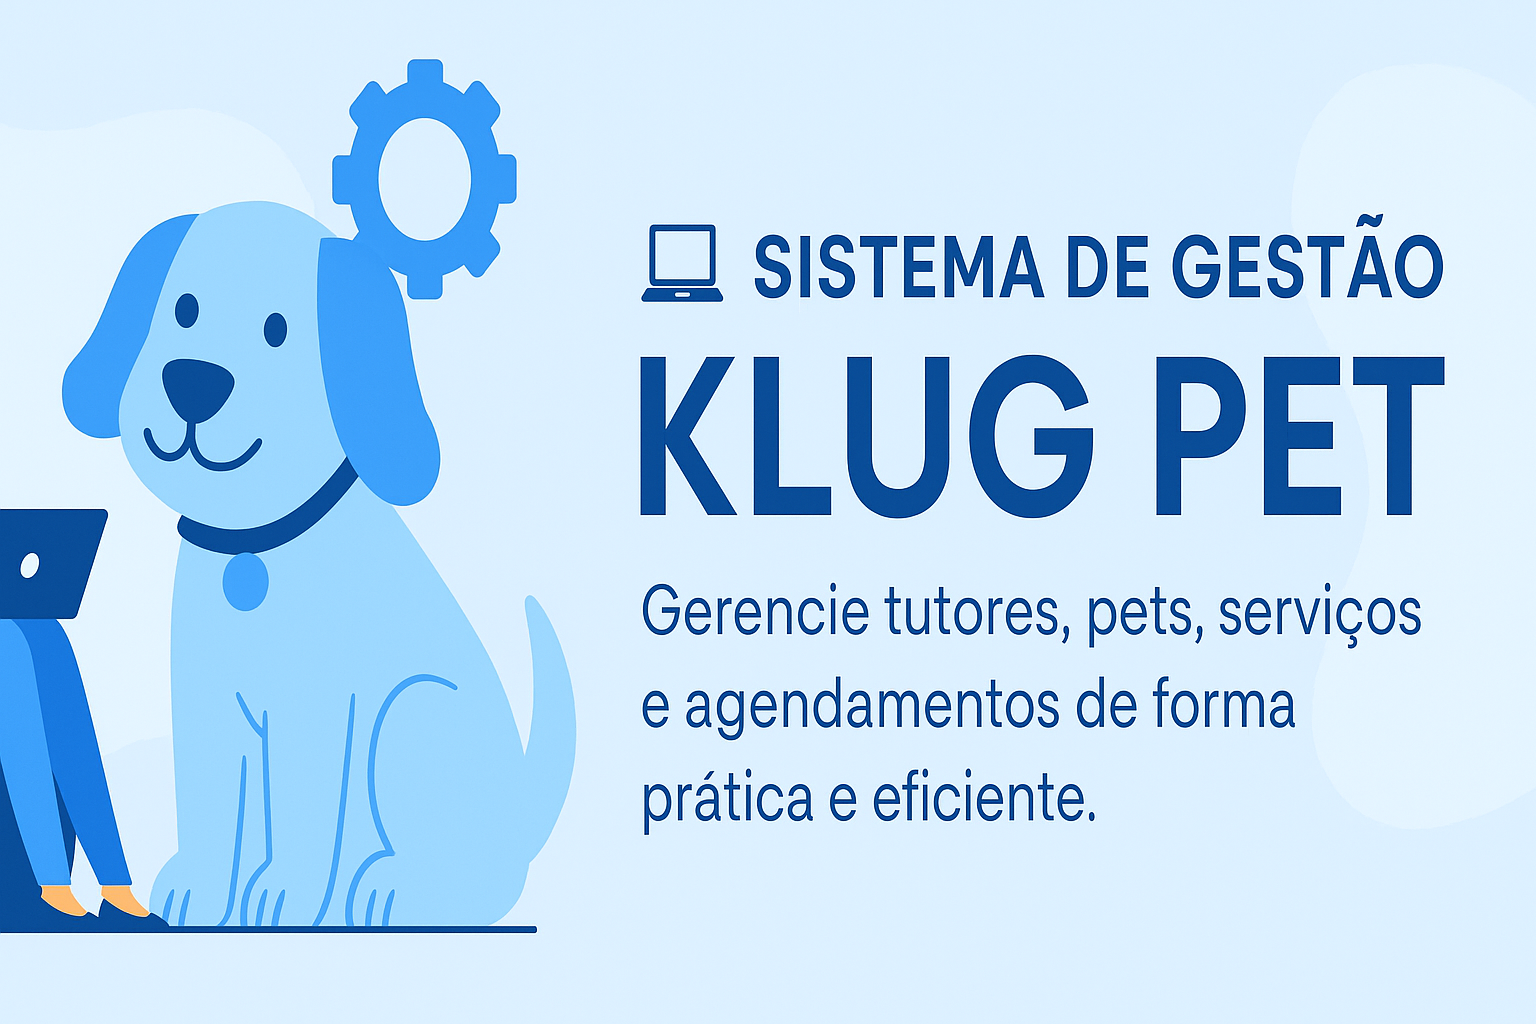 SISTEMA DE GESTÃO
KLUG PET
Gerencie tutores, pets, serviços
e agendamentos de forma
prática e eficiente.